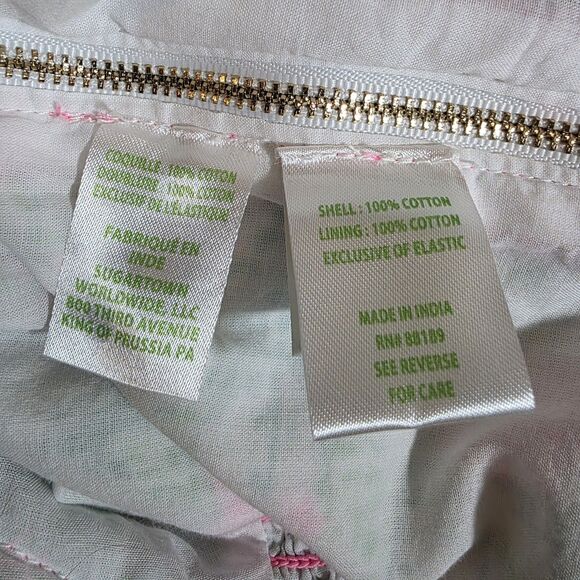 COQUILLE : 100% COTTON
DOUBLURE : 100% COTTON
EXCLUSIF DE L'ÉLASTIQUE
FABRIQUÉ EN
INDE
SUGARTOWN
WORLDWIDE, LLC
800 THIRD AVENUE
KING OF PRUSSIA PA
SHELL : 100% COTTON
LINING : 100% COTTON
EXCLUSIVE OF ELASTIC
MADE IN INDIA
RN# 88189
SEE REVERSE
FOR CARE